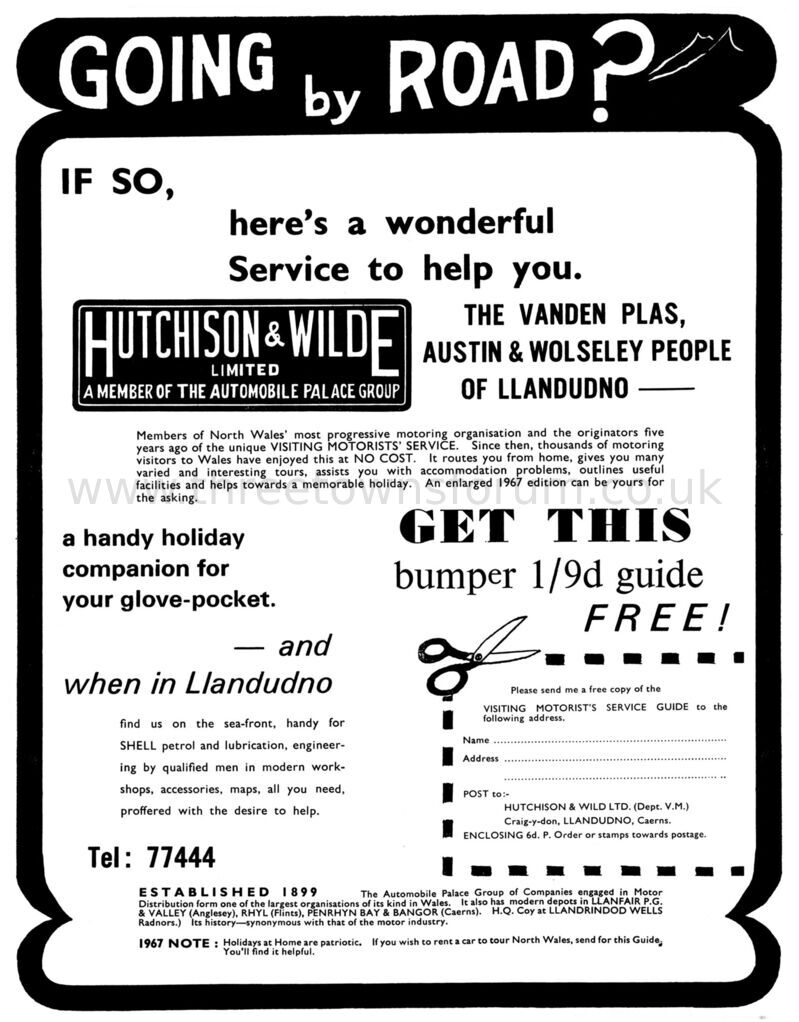 GOING by ROAD?
IF SO,
here's a wonderful
Service to help you.
HUTCHISON & WILDE
LIMITED
A MEMBER OF THE AUTOMOBILE PALACE GROUP
THE VANDEN PLAS,
AUSTIN & WOLSELEY PEOPLE
OF LLANDUDNO —
Members of North Wales' most progressive motoring organisation and the originators five
years ago of the unique VISITING MOTORISTS' SERVICE. Since then, thousands of motoring
visitors to Wales have enjoyed this at NO COST. It routes you from home, gives you many
varied and interesting tours, assists you with accommodation problems, outlines useful
facilities and helps towards a memorable holiday. An enlarged 1967 edition can be yours for
the asking.
www.threetownsforum.co.uk
a handy holiday
companion for
your glove-pocket.
GET THIS
bumper 1/9d guide
FREE!
— and
when in Llandudno
find us on the sea-front, handy for
SHELL petrol and lubrication, engineer-
ing by qualified men in modern work-
shops, accessories, maps, all you need,
proffered with the desire to help.
Tel: 77444
Please send me a free copy of the
VISITING MOTORIST'S SERVICE GUIDE to the
following address.
Name ................................................................
Address ................................................................
................................................................
POST to:-
HUTCHISON & WILD LTD. (Dept. V.M.)
Craig-y-don, LLANDUDNO, Caerns.
ENCLOSING 6d. P. Order or stamps towards postage.
ESTABLISHED 1899 The Automobile Palace Group of Companies engaged in Motor
Distribution form one of the largest organisations of its kind in Wales. It also has modern depots in LLANFAIR P.G.
& VALLEY (Anglesey), RHYL (Flints), PENRHYN BAY & BANGOR (Caerns). H.Q. Coy at LLANDRINDOD WELLS
Radnors.) Its history—synonymous with that of the motor industry.
1967 NOTE : Holidays at Home are patriotic. If you wish to rent a car to tour North Wales, send for this Guide,
You'll find it helpful.